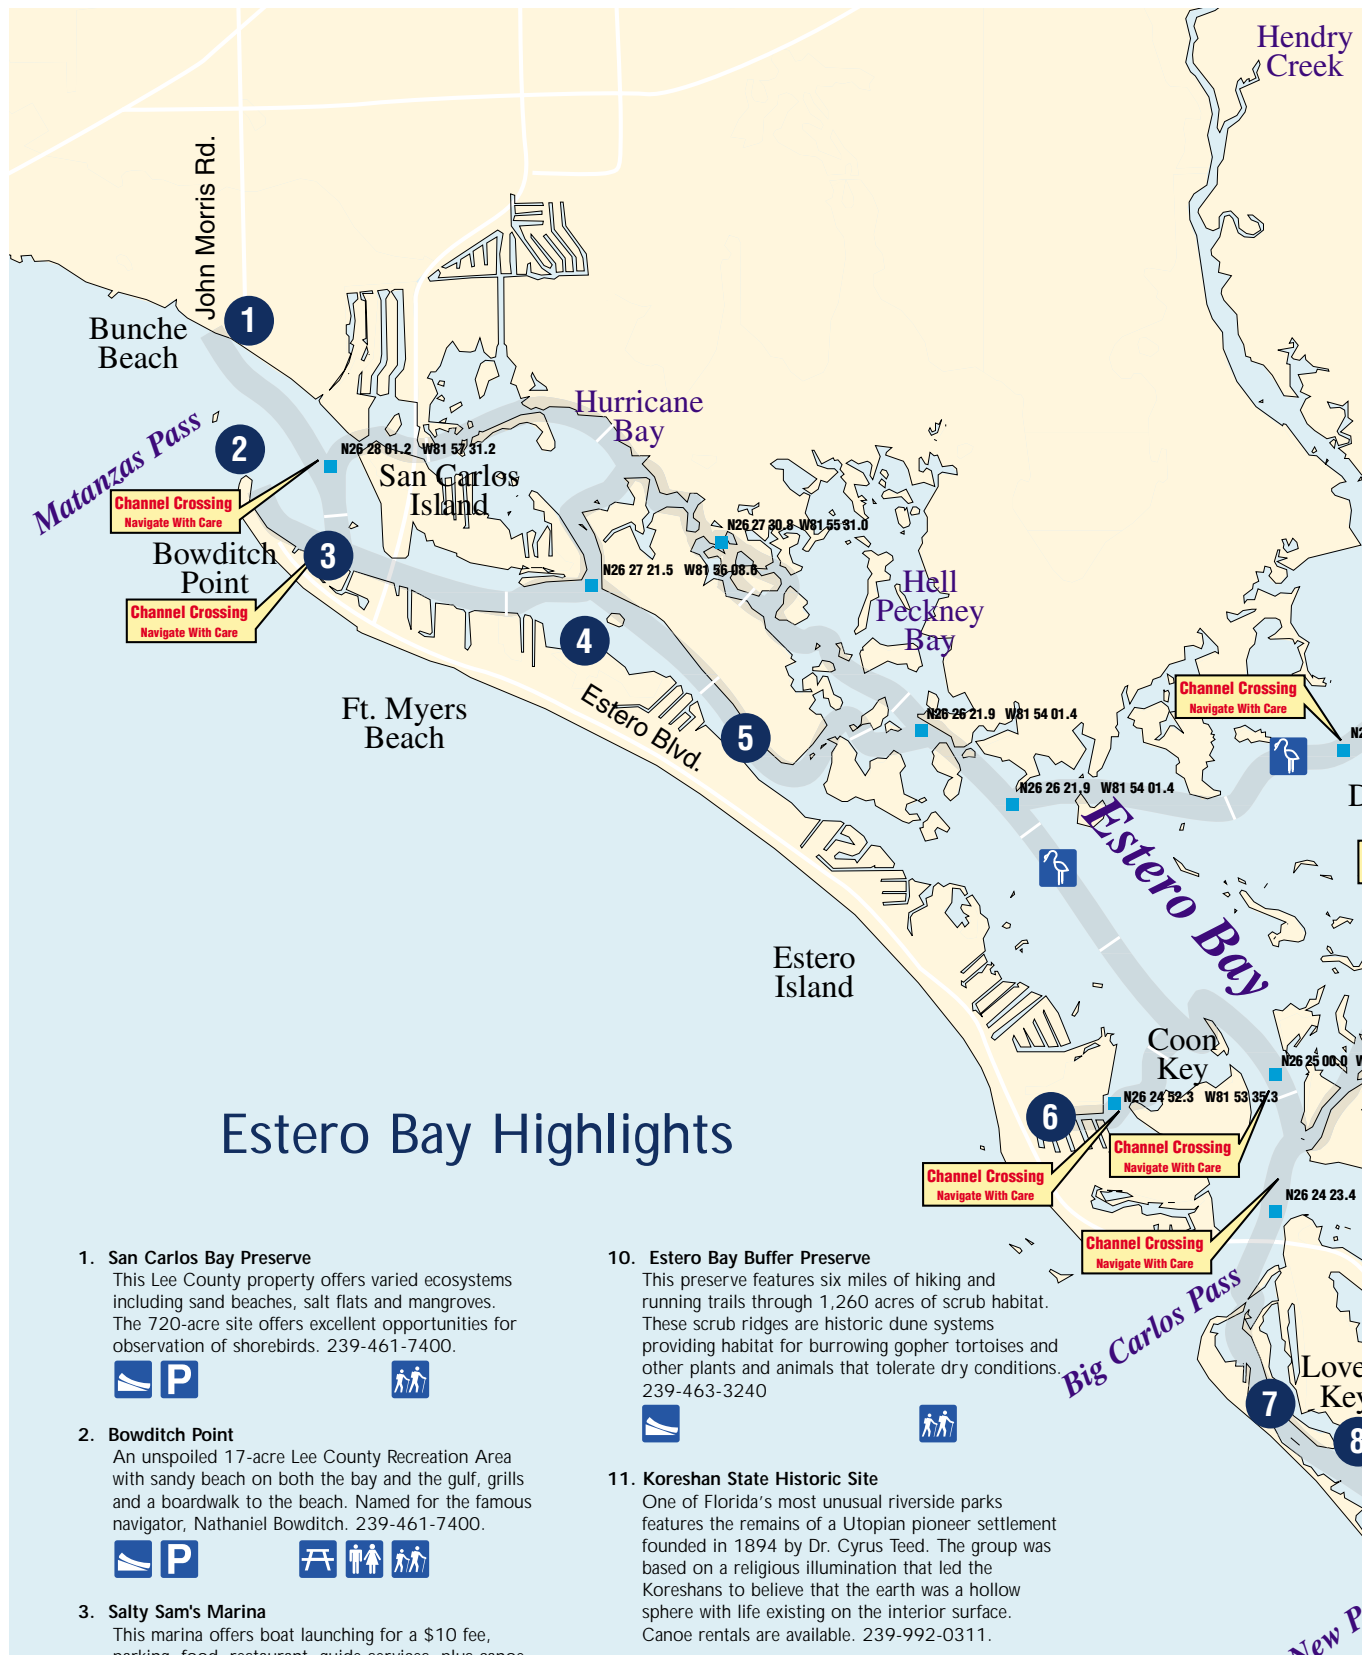 Hendry
Creek
John Morris Rd.
1
Bunche
Beach
Matanzas Pass
2
Hurricane
Bay
N26 28 01.2 W81 57 31.2
San Carlos
Island
Channel Crossing
Navigate With Care
N26 27 30.8 W81 55 31.0
Bowditch
Point
3
N26 27 21.5 W81 56 08.6
Hell
Peckney
Bay
Channel Crossing
Navigate With Care
4
Channel Crossing
Navigate With Care
Ft. Myers
Beach
Estero Blvd.
5
N26 26 21.9 W81 54 01.4
N26 26 21.9 W81 54 01.4
Estero Bay
Estero
Island
Coon
Key
N26 25 00.0 W
N26 24 52.3 W81 53 35.3
6
Channel Crossing
Navigate With Care
Channel Crossing
Navigate With Care
N26 24 23.4
Channel Crossing
Navigate With Care
Big Carlos Pass
7
8
Estero Bay Highlights
1. San Carlos Bay Preserve
This Lee County property offers varied ecosystems
including sand beaches, salt flats and mangroves.
The 720-acre site offers excellent opportunities for
observation of shorebirds. 239-461-7400.
P
2. Bowditch Point
An unspoiled 17-acre Lee County Recreation Area
with sandy beach on both the bay and the gulf, grills
and a boardwalk to the beach. Named for the famous
navigator, Nathaniel Bowditch. 239-461-7400.
P
3. Salty Sam's Marina
This marina offers boat launching for a $10 fee,
parking, food, restaurant, guide services, plus canoe
10. Estero Bay Buffer Preserve
This preserve features six miles of hiking and
running trails through 1,260 acres of scrub habitat.
These scrub ridges are historic dune systems
providing habitat for burrowing gopher tortoises and
other plants and animals that tolerate dry conditions.
239-463-3240
11. Koreshan State Historic Site
One of Florida's most unusual riverside parks
features the remains of a Utopian pioneer settlement
founded in 1894 by Dr. Cyrus Teed. The group was
based on a religious illumination that led the
Koreshans to believe that the earth was a hollow
sphere with life existing on the interior surface.
Canoe rentals are available. 239-992-0311.